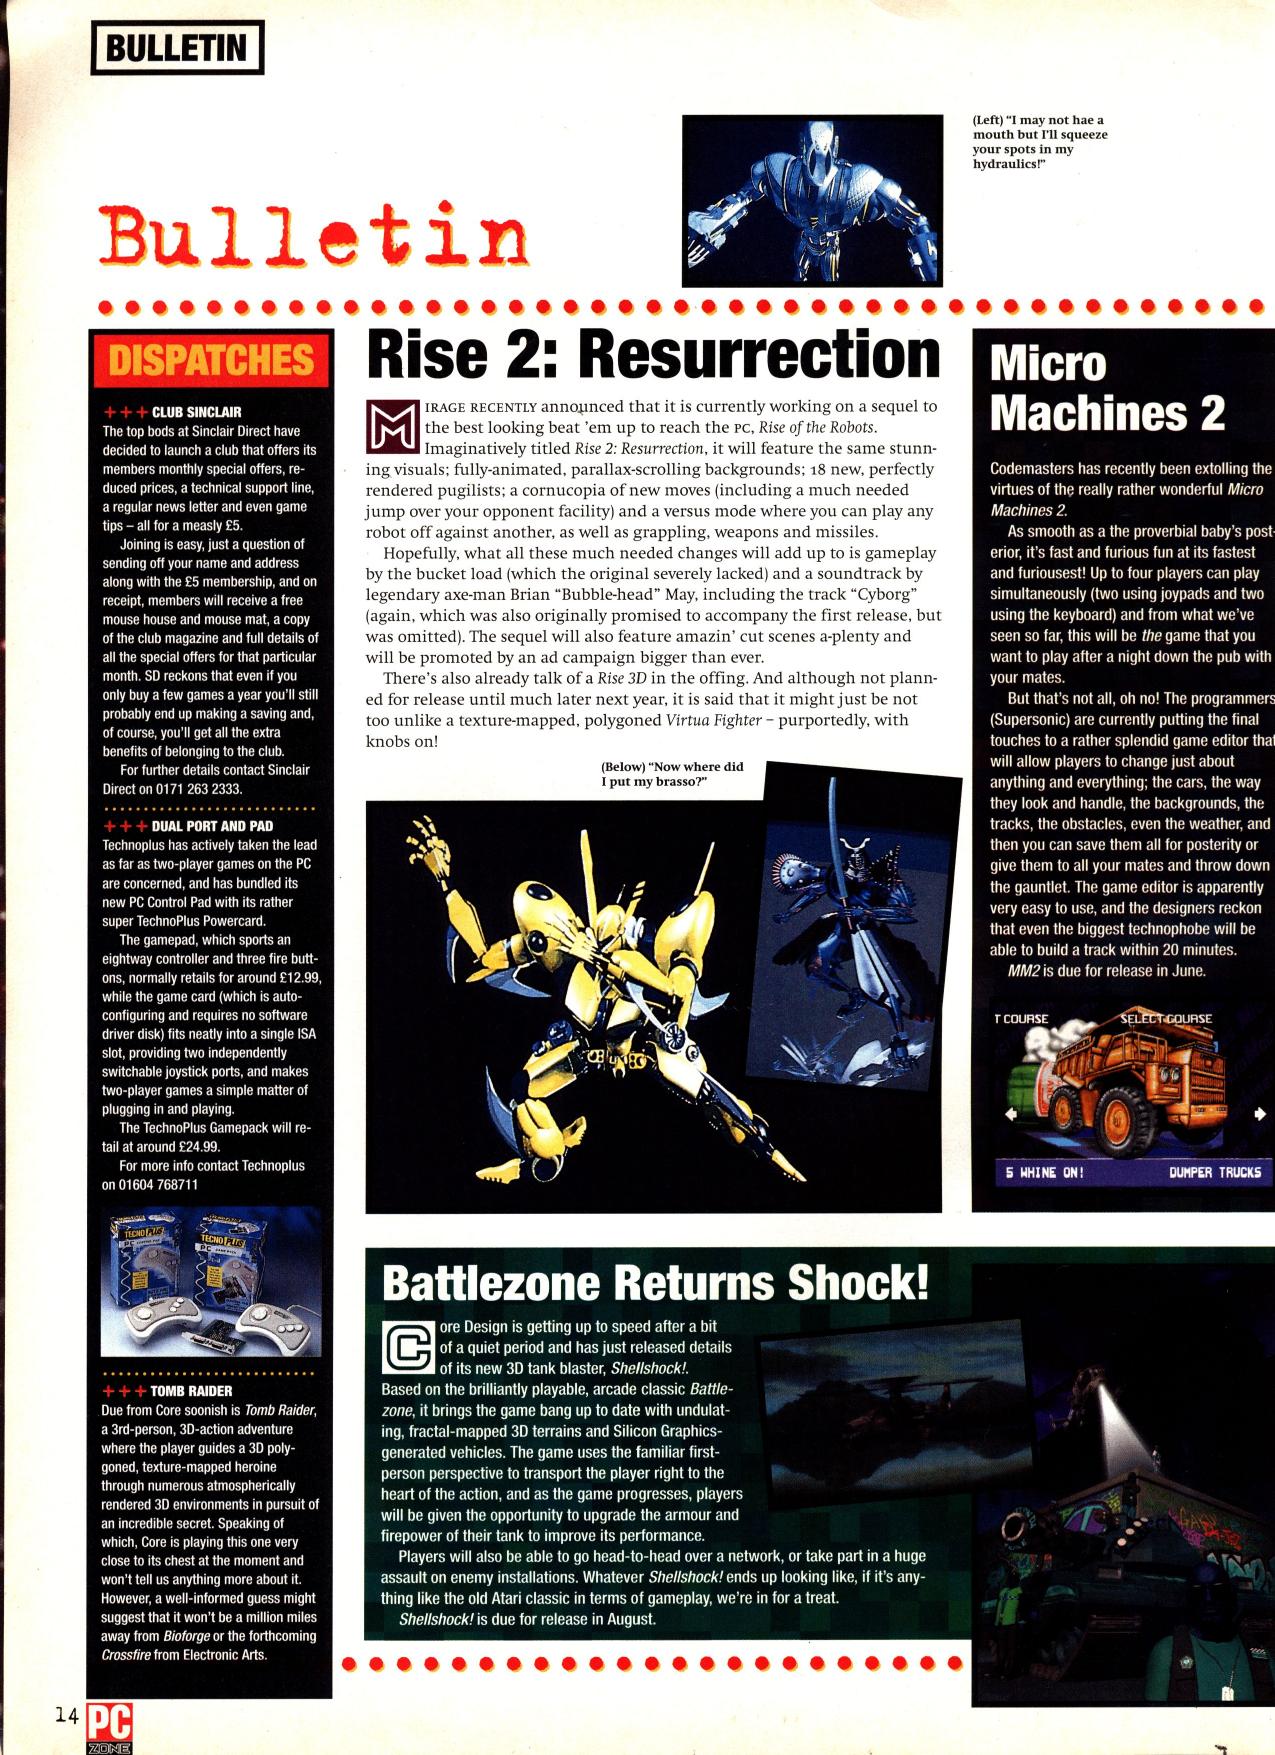 BULLETIN
(Left) “I may not hae a
mouth but I’ll squeeze
your spots in my
hydraulics!”
Bulletin
DISPATCHES
+++ CLUB SINCLAIR
The top bods at Sinclair Direct have
decided to launch a club that offers its
members monthly special offers, re-
duced prices, a technical support line,
a regular news letter and even game
tips – all for a measly £5.
Joining is easy, just a question of
sending off your name and address
along with the £5 membership, and on
receipt, members will receive a free
mouse house and mouse mat, a copy
of the club magazine and full details of
all the special offers for that particular
month. SD reckons that even if you
only buy a few games a year you’ll still
probably end up making a saving and,
of course, you’ll get all the extra
benefits of belonging to the club.
For further details contact Sinclair
Direct on 0171 263 2333.
+++ DUAL PORT AND PAD
Technoplus has actively taken the lead
as far as two-player games on the PC
are concerned, and has bundled its
new PC Control Pad with its rather
super TechnoPlus Powercard.
The gamepad, which sports an
eightway controller and three fire butt-
ons, normally retails for around £12.99,
while the game card (which is auto-
configuring and requires no software
driver disk) fits neatly into a single ISA
slot, providing two independently
switchable joystick ports, and makes
two-player games a simple matter of
plugging in and playing.
The TechnoPlus Gamepack will re-
tail at around £24.99.
For more info contact Technoplus
on 01604 768711
TECNO PLUS
PC
TECNO PLUS
PC GAME PACK
+++ TOMB RAIDER
Due from Core soonish is Tomb Raider,
a 3rd-person, 3D-action adventure
where the player guides a 3D poly-
goned, texture-mapped heroine
through numerous atmospherically
rendered 3D environments in pursuit of
an incredible secret. Speaking of
which, Core is playing this one very
close to its chest at the moment and
won’t tell us anything more about it.
However, a well-informed guess might
suggest that it won’t be a million miles
away from Bioforge or the forthcoming
Crossfire from Electronic Arts.
Rise 2: Resurrection
MIRAGE RECENTLY announced that it is currently working on a sequel to
the best looking beat ’em up to reach the PC, Rise of the Robots.
Imaginatively titled Rise 2: Resurrection, it will feature the same stunn-
ing visuals; fully-animated, parallax-scrolling backgrounds; 18 new, perfectly
rendered pugilists; a cornucopia of new moves (including a much needed
jump over your opponent facility) and a versus mode where you can play any
robot off against another, as well as grappling, weapons and missiles.
Hopefully, what all these much needed changes will add up to is gameplay
by the bucket load (which the original severely lacked) and a soundtrack by
legendary axe-man Brian “Bubble-head” May, including the track “Cyborg”
(again, which was also originally promised to accompany the first release, but
was omitted). The sequel will also feature amazin’ cut scenes a-plenty and
will be promoted by an ad campaign bigger than ever.
There’s also already talk of a Rise 3D in the offing. And although not plann-
ed for release until much later next year, it is said that it might just be not
too unlike a texture-mapped, polygoned Virtua Fighter – purportedly, with
knobs on!
(Below) “Now where did
I put my brasso?”
Micro
Machines 2
Codemasters has recently been extolling the
virtues of the really rather wonderful Micro
Machines 2.
As smooth as a the proverbial baby’s post-
erior, it’s fast and furious fun at its fastest
and furiousest! Up to four players can play
simultaneously (two using joypads and two
using the keyboard) and from what we’ve
seen so far, this will be the game that you
want to play after a night down the pub with
your mates.
But that’s not all, oh no! The programmers
(Supersonic) are currently putting the final
touches to a rather splendid game editor that
will allow players to change just about
anything and everything; the cars, the way
they look and handle, the backgrounds, the
tracks, the obstacles, even the weather, and
then you can save them all for posterity or
give them to all your mates and throw down
the gauntlet. The game editor is apparently
very easy to use, and the designers reckon
that even the biggest technophobe will be
able to build a track within 20 minutes.
MM2 is due for release in June.
T COURSE SELECT COURSE
5 WHINE ON! DUMPER TRUCKS
Battlezone Returns Shock!
Core Design is getting up to speed after a bit
of a quiet period and has just released details
of its new 3D tank blaster, Shellshock!.
Based on the brilliantly playable, arcade classic Battle-
zone, it brings the game bang up to date with undulat-
ing, fractal-mapped 3D terrains and Silicon Graphics-
generated vehicles. The game uses the familiar first-
person perspective to transport the player right to the
heart of the action, and as the game progresses, players
will be given the opportunity to upgrade the armour and
firepower of their tank to improve its performance.
Players will also be able to go head-to-head over a network, or take part in a huge
assault on enemy installations. Whatever Shellshock! ends up looking like, if it’s any-
thing like the old Atari classic in terms of gameplay, we’re in for a treat.
Shellshock! is due for release in August.
14
PC
ZONE